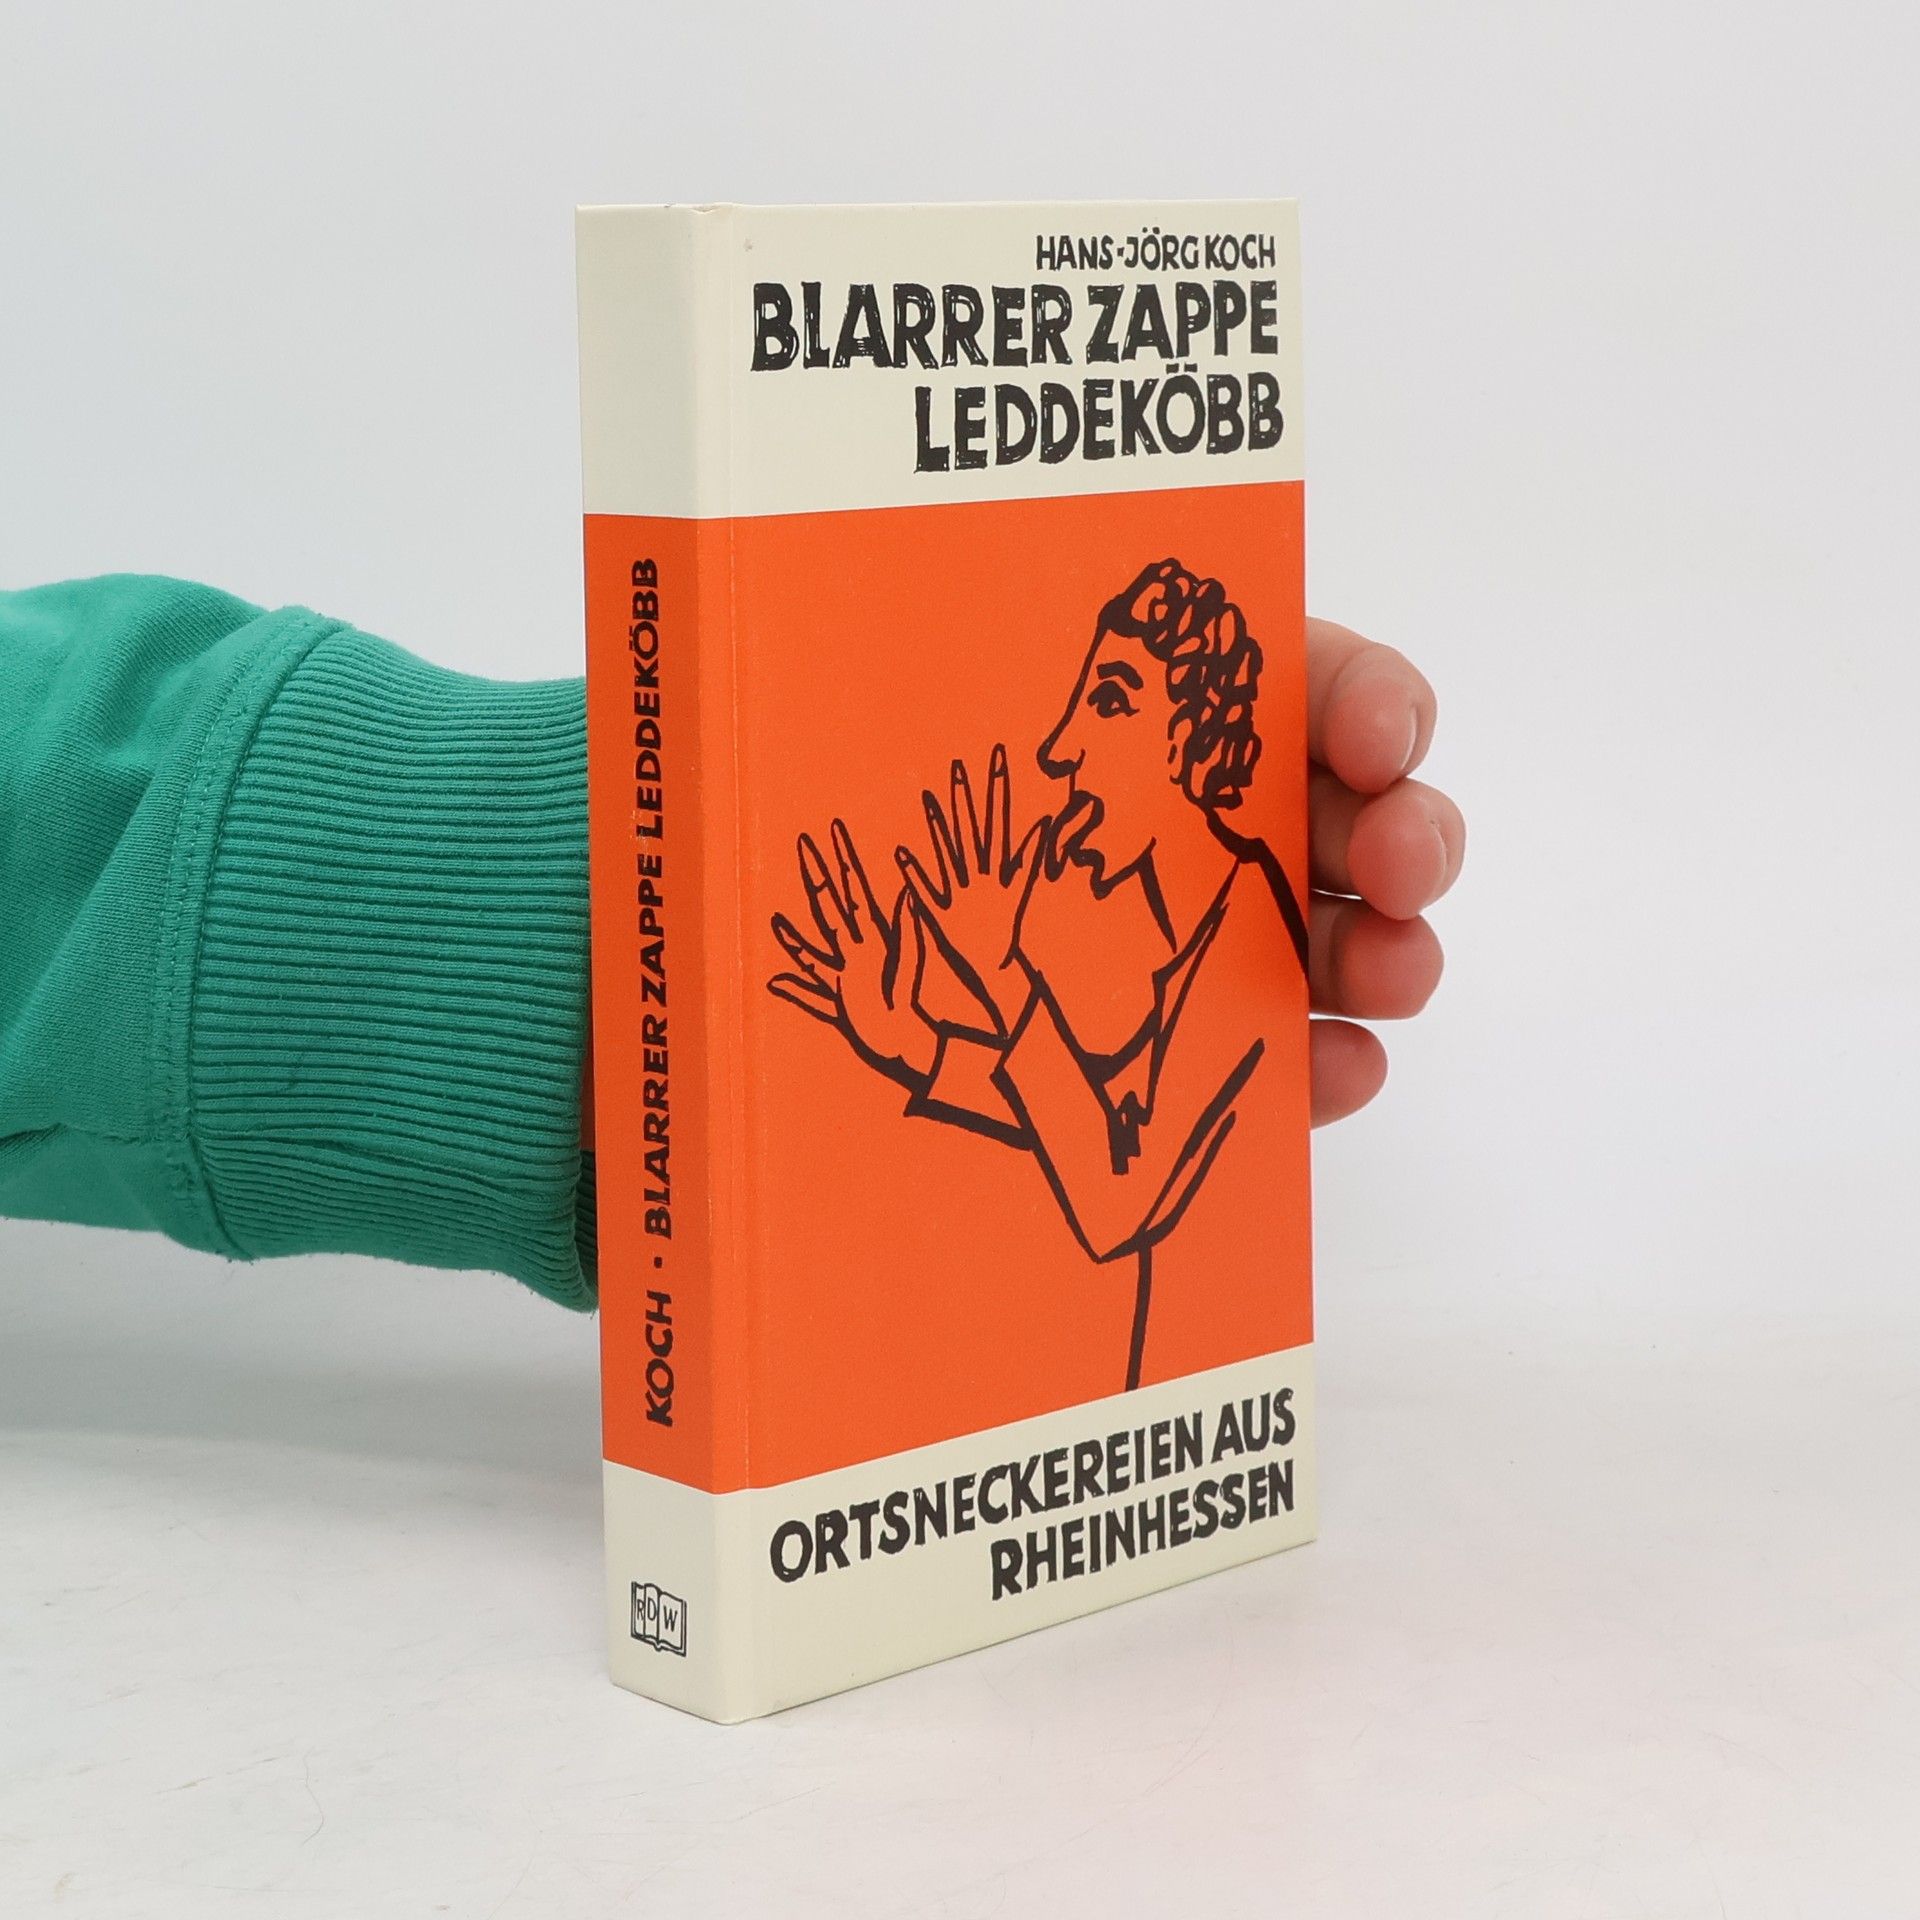 HANS-JÖRG KOCH
BLARRER ZAPPE
LEDDEKÖBB
ORTSNECKEREIEN AUS
RHEINHESSEN
KOCH · BLARRER ZAPPE LEDDEKÖBB
RDW